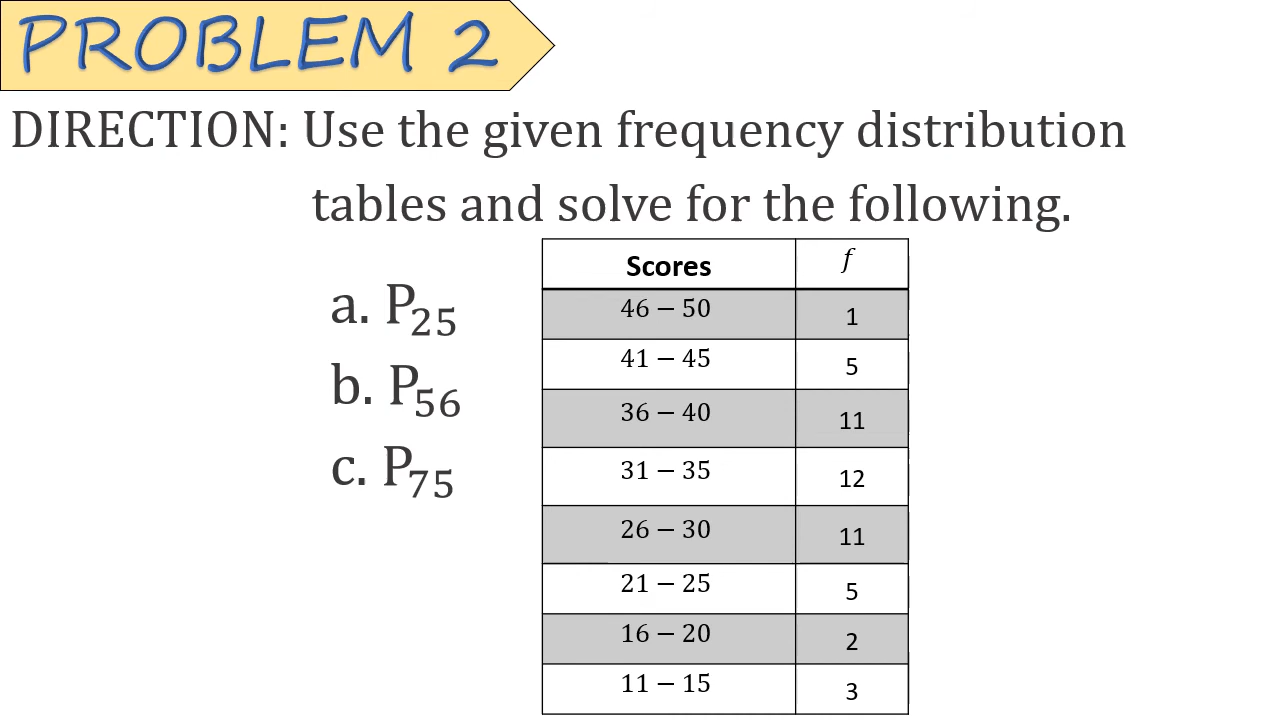 PROBLEM 2
DIRECTION: Use the given frequency distribution
tables and solve for the following.
a. P₂₅
b. P₅₆
c. P₇₅
Scores f
46 – 50 1
41 – 45 5
36 – 40 11
31 – 35 12
26 – 30 11
21 – 25 5
16 – 20 2
11 – 15 3